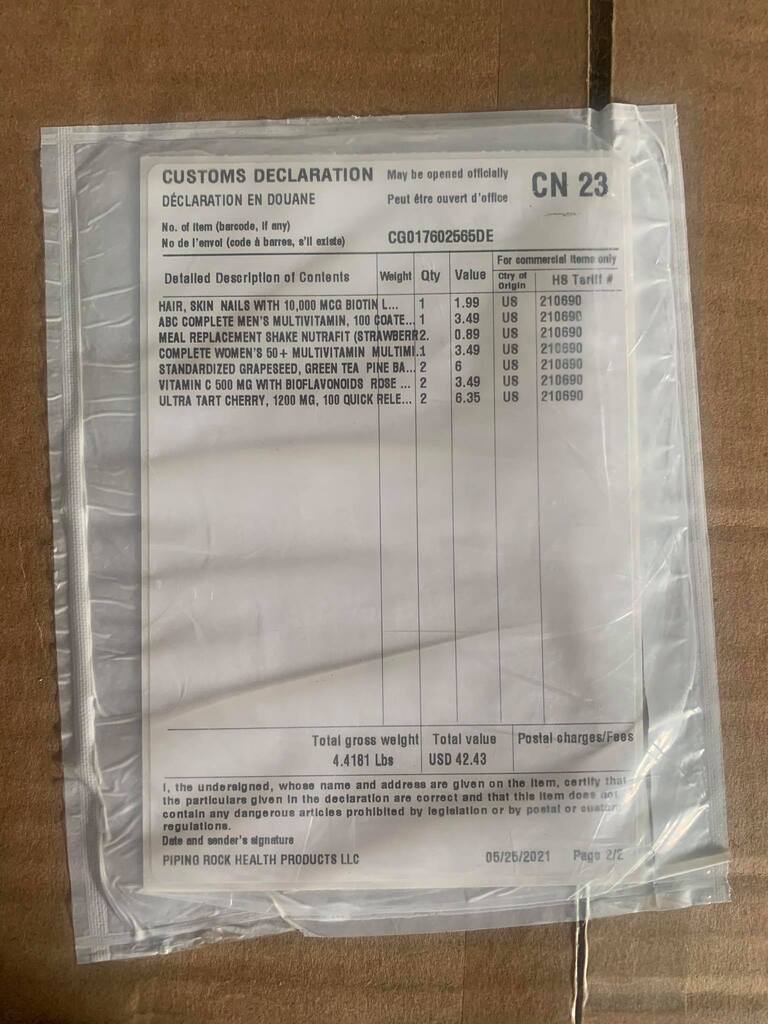 CUSTOMS DECLARATION May be opened officially CN 23
DÉCLARATION EN DOUANE Peut être ouvert d'office
No. of Item (barcode, if any)
No de l'envoi (code à barres, s'il existe) CG017602565DE
For commercial items only
Detailed Description of Contents Weight Qty Value Ctry of Origin HS Tariff #
HAIR, SKIN NAILS WITH 10,000 MCG BIOTIN L... 1 1.99 US 210690
ABC COMPLETE MEN'S MULTIVITAMIN, 100 COATE... 1 3.49 US 210690
MEAL REPLACEMENT SHAKE NUTRAFIT (STRAWBERR 2. 0.89 US 210690
COMPLETE WOMEN'S 50+ MULTIVITAMIN MULTIMI.. 1 3.49 US 210690
STANDARDIZED GRAPESEED, GREEN TEA PINE BA... 2 6 US 210690
VITAMIN C 500 MG WITH BIOFLAVONOIDS ROSE ... 2 3.49 US 210690
ULTRA TART CHERRY, 1200 MG, 100 QUICK RELE... 2 6.35 US 210690
Total gross weight Total value Postal charges/Fees
4.4181 Lbs USD 42.43
I, the undersigned, whose name and address are given on the item, certify that
the particulars given in the declaration are correct and that this item does not
contain any dangerous articles prohibited by legislation or by postal or custom
regulations.
Date and sender's signature
PIPING ROCK HEALTH PRODUCTS LLC 05/25/2021 Page 2/2